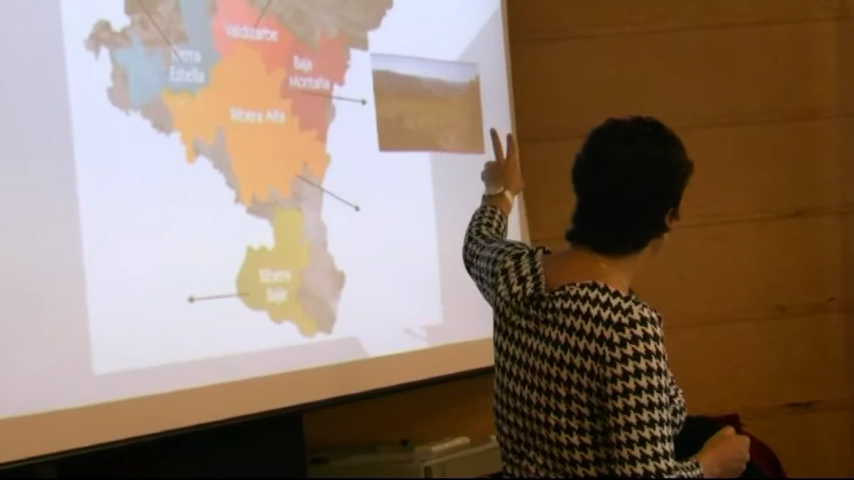 Valdizarbe
Tierra
Estella
Baja
Montaña
Ribera Alta
Ribera
Baja